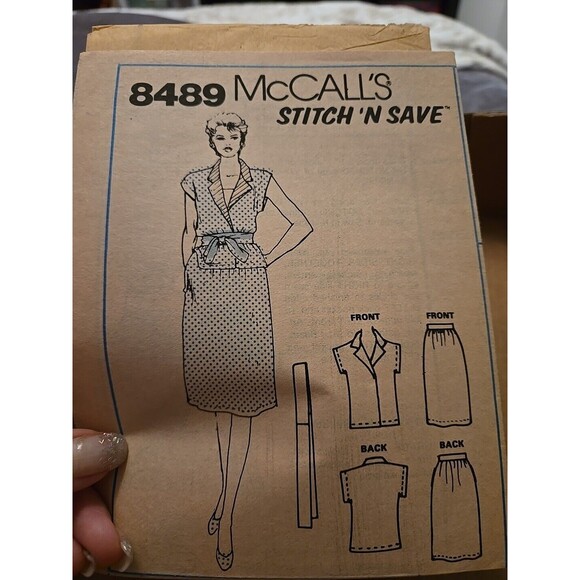 8489 McCALL'S
STITCH 'N SAVE™
FRONT
FRONT
BACK
BACK